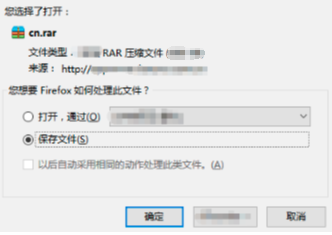 您选择了打开：
cn.rar
文件类型： RAR 压缩文件
来源： http://
您想要 Firefox 如何处理此文件？
打开，通过(O)
保存文件(S)
以后自动采用相同的动作处理此类文件。(A)
确定
取消